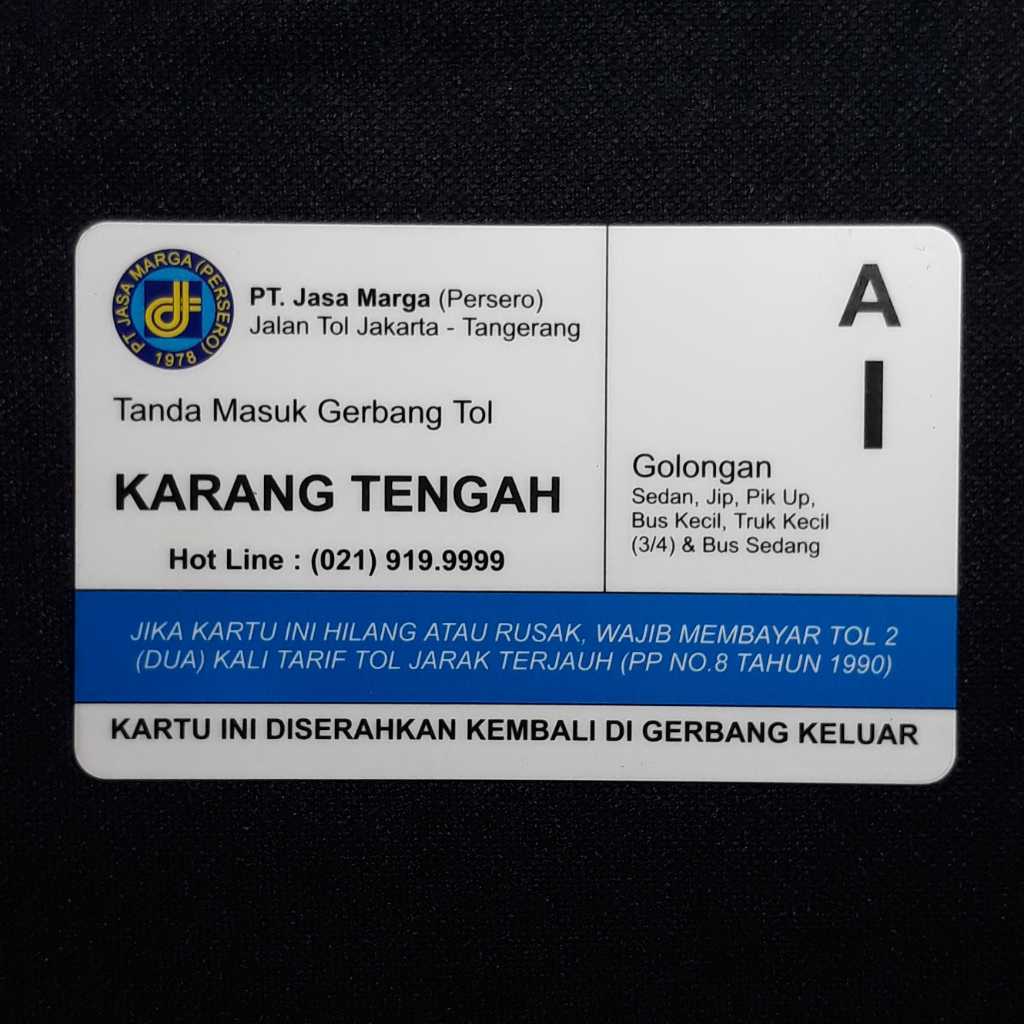 PT JASA MARGA (PERSERO)
1978
PT. Jasa Marga (Persero)
Jalan Tol Jakarta - Tangerang
Tanda Masuk Gerbang Tol
KARANG TENGAH
Hot Line : (021) 919.9999
A
I
Golongan
Sedan, Jip, Pik Up,
Bus Kecil, Truk Kecil
(3/4) & Bus Sedang
JIKA KARTU INI HILANG ATAU RUSAK, WAJIB MEMBAYAR TOL 2
(DUA) KALI TARIF TOL JARAK TERJAUH (PP NO.8 TAHUN 1990)
KARTU INI DISERAHKAN KEMBALI DI GERBANG KELUAR